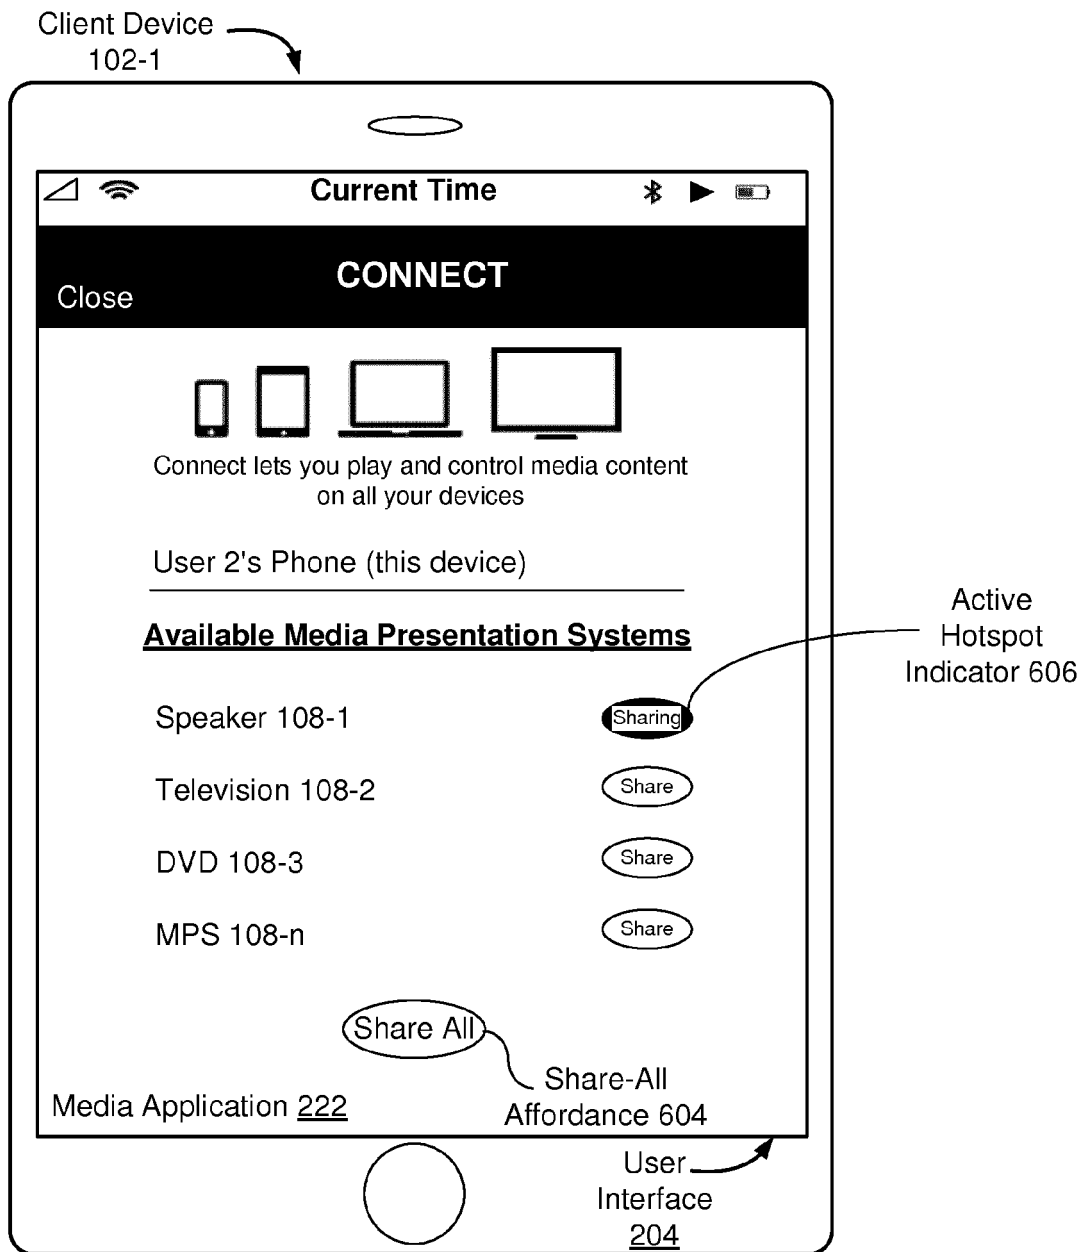 Client Device
102-1
Current Time
CONNECT
Close
Connect lets you play and control media content
on all your devices
User 2's Phone (this device)
Available Media Presentation Systems
Active
Hotspot
Indicator 606
Speaker 108-1
Sharing
Television 108-2
Share
DVD 108-3
Share
MPS 108-n
Share
Share All
Share-All
Affordance 604
Media Application 222
User
Interface
204